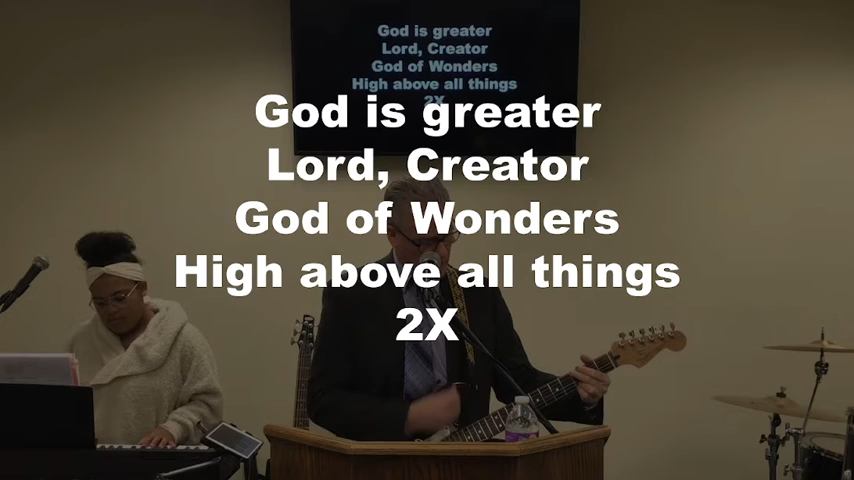 God is greater
Lord, Creator
God of Wonders
High above all things
2X
God is greater
Lord, Creator
God of Wonders
High above all things
2X